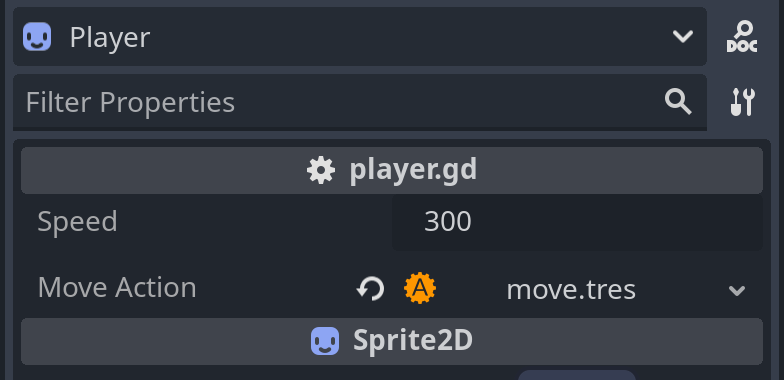 Player
DOC
Filter Properties
player.gd
Speed 300
Move Action A move.tres
Sprite2D